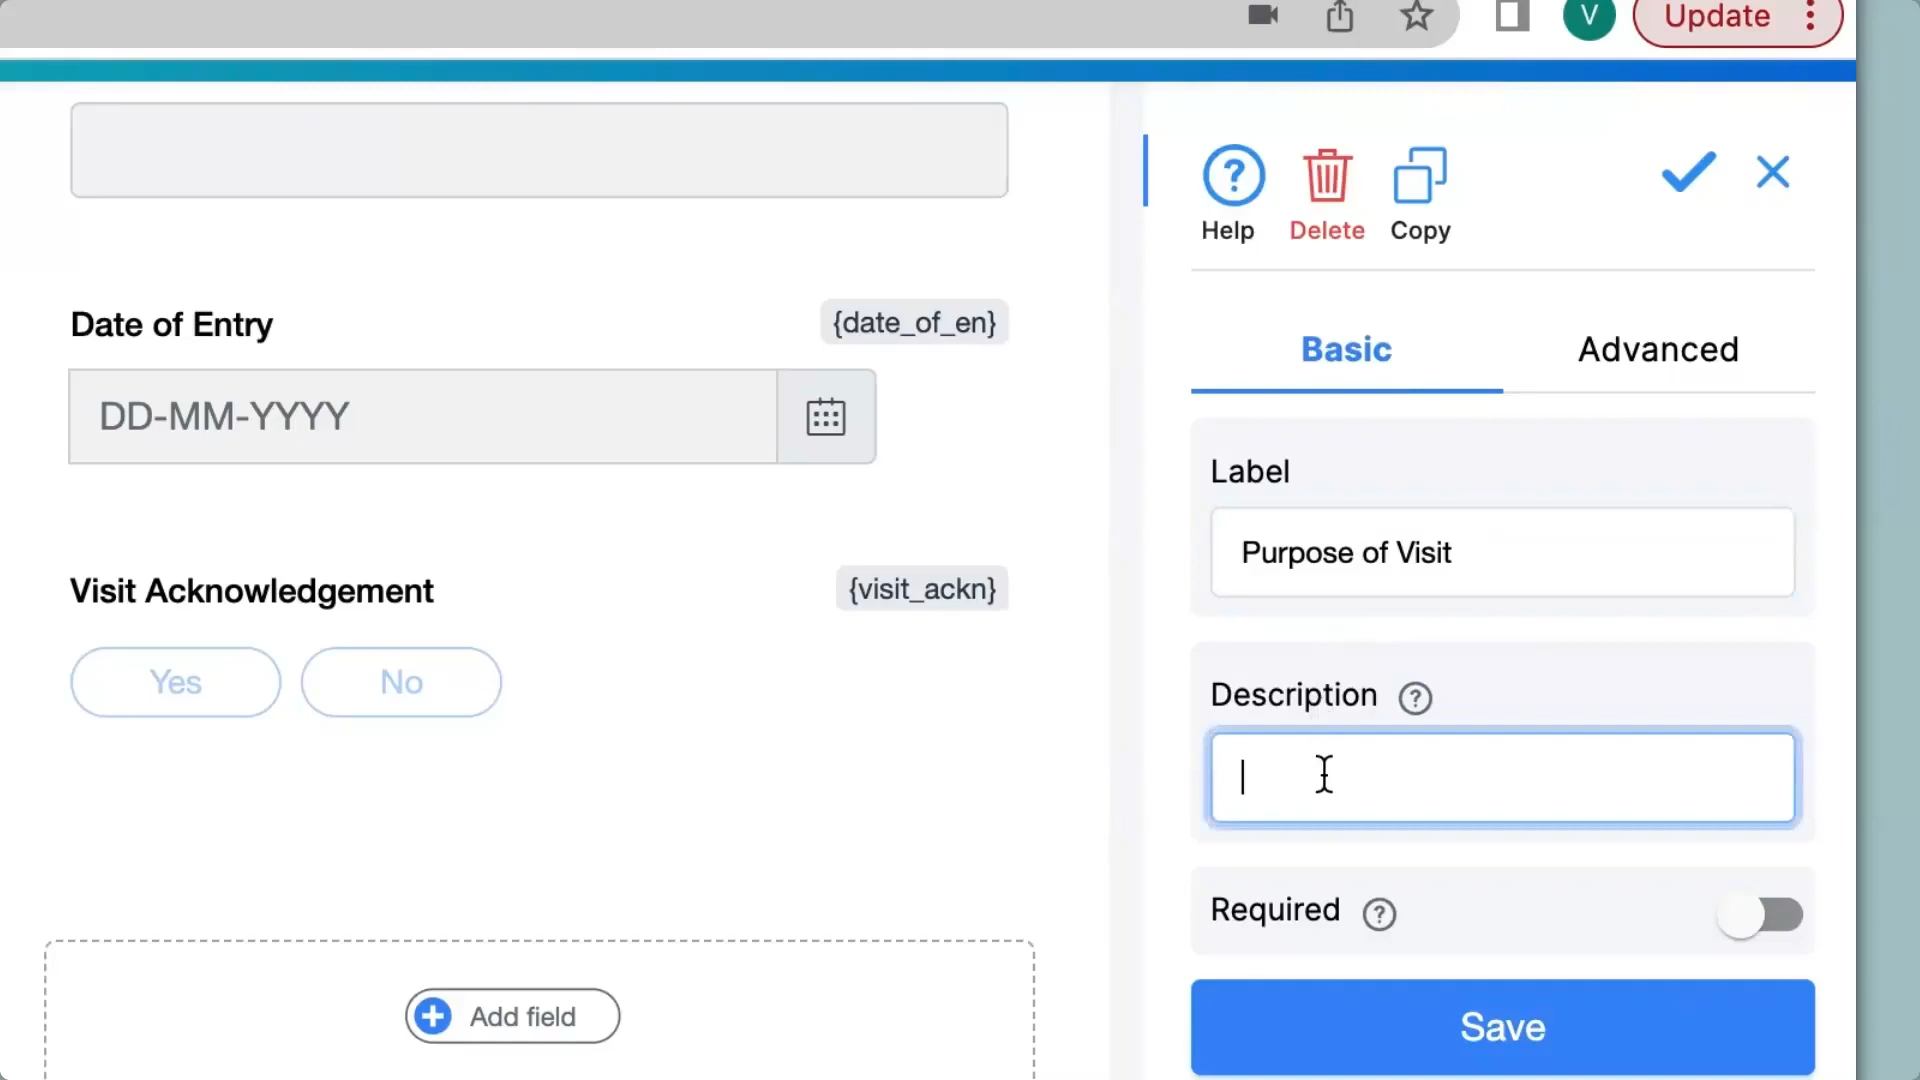 V
Update
Help
Delete
Copy
Date of Entry
{date_of_en}
Basic
Advanced
DD-MM-YYYY
Label
Purpose of Visit
Visit Acknowledgement
{visit_ackn}
Yes
No
Description ?
Required ?
Add field
Save